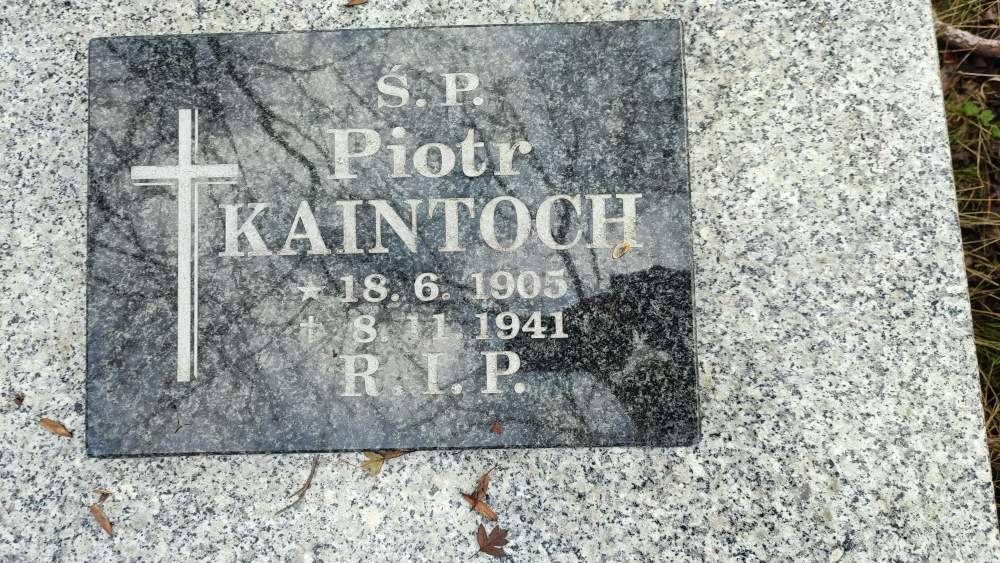 Ś. P.
Piotr
KAINTOCH
★ 18. 6. 1905
✝ 8. 11. 1941
R. I. P.